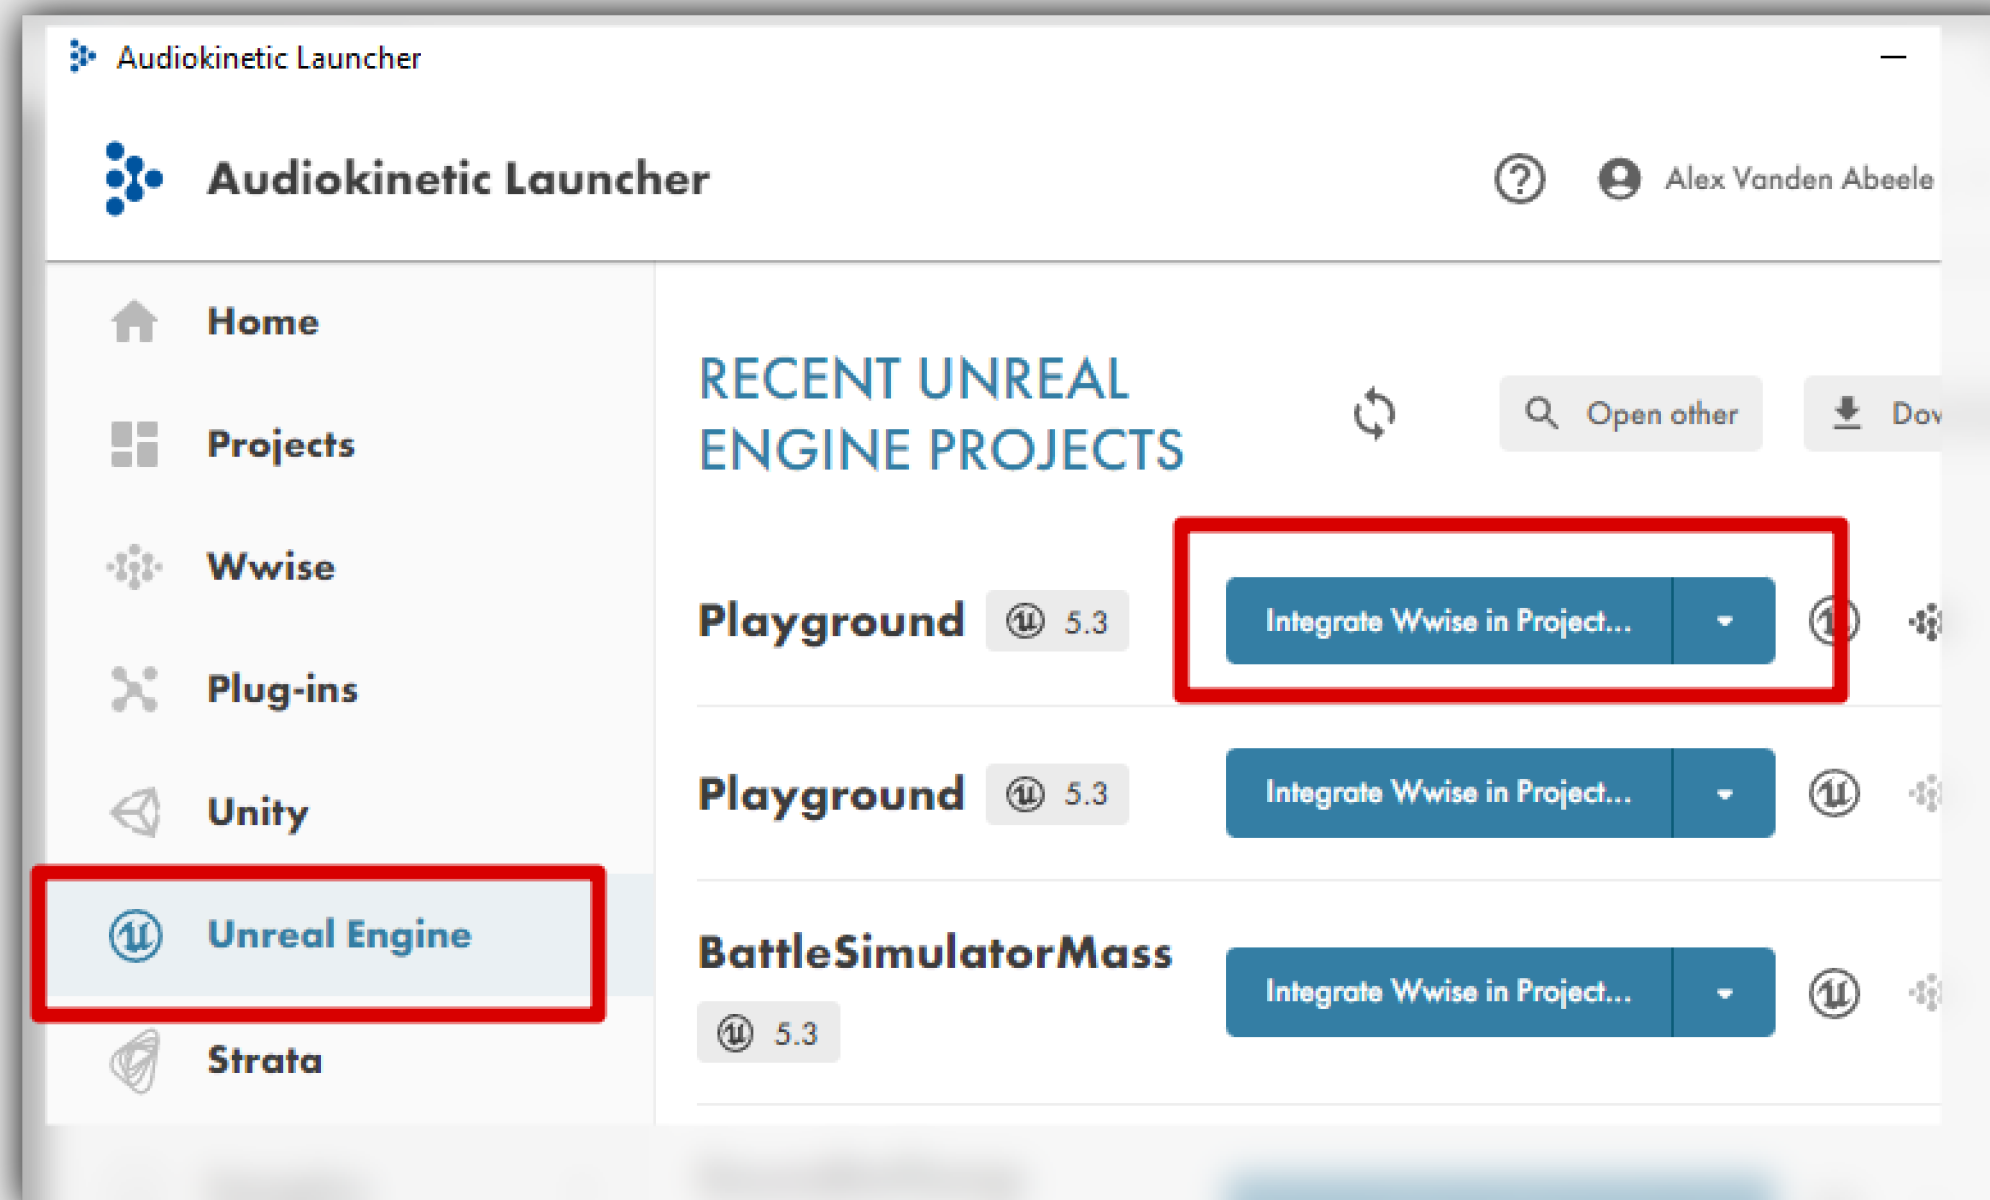 Audiokinetic Launcher
Audiokinetic Launcher
Alex Vanden Abeele
Home
Projects
Wwise
Plug-ins
Unity
Unreal Engine
Strata
RECENT UNREAL
ENGINE PROJECTS
Open other
Playground 5.3 Integrate Wwise in Project...
Playground 5.3 Integrate Wwise in Project...
BattleSimulatorMass Integrate Wwise in Project...
5.3